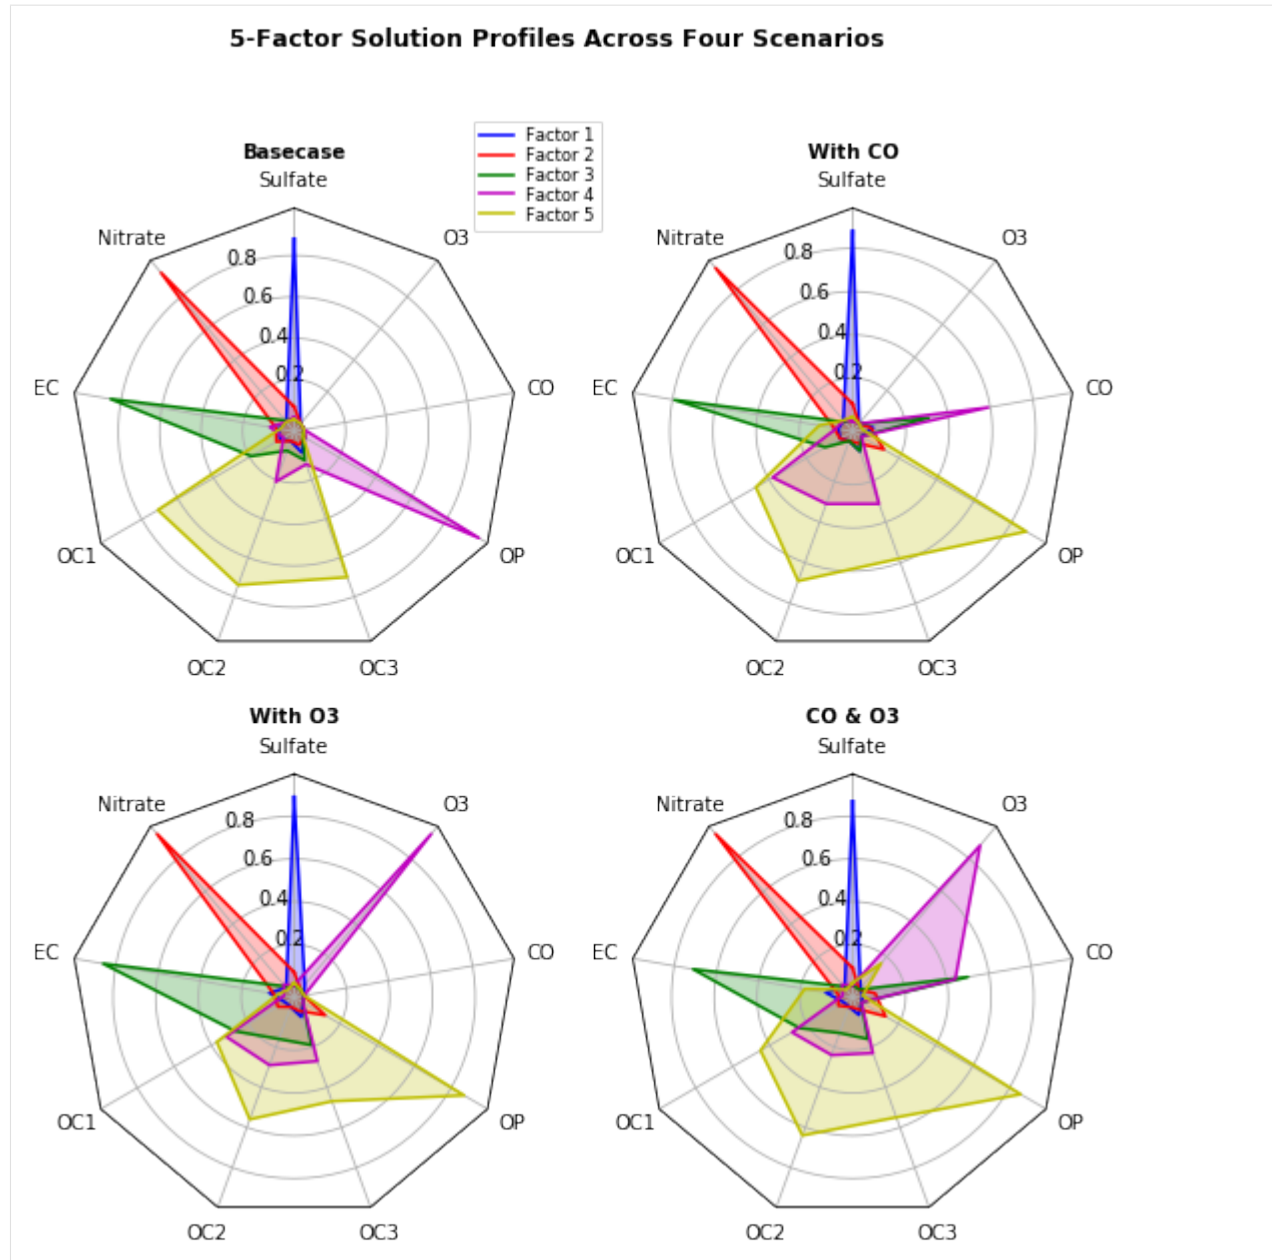 5-Factor Solution Profiles Across Four Scenarios
Factor 1
Factor 2
Factor 3
Factor 4
Factor 5
Basecase
Sulfate
Nitrate
O3
EC
CO
OC1
OP
OC2
OC3
0.8
0.6
0.4
0.2
With CO
Sulfate
Nitrate
O3
EC
CO
OC1
OP
OC2
OC3
0.8
0.6
0.4
0.2
With O3
Sulfate
Nitrate
O3
EC
CO
OC1
OP
OC2
OC3
0.8
0.6
0.4
0.2
CO & O3
Sulfate
Nitrate
O3
EC
CO
OC1
OP
OC2
OC3
0.8
0.6
0.4
0.2